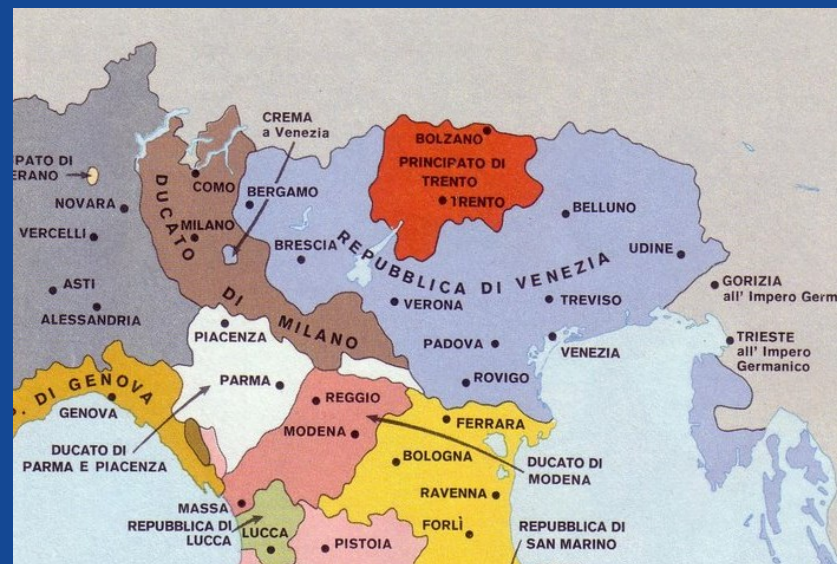 CREMA
a Venezia
BOLZANO
PRINCIPATO DI
TRENTO
TRENTO
IPATO DI
ERANO
COMO
BERGAMO
NOVARA
BELLUNO
VERCELLI
MILANO
BRESCIA
UDINE
DUCATO DI MILANO
REPUBBLICA DI VENEZIA
ASTI
GORIZIA
all' Impero Germ
ALESSANDRIA
VERONA
TREVISO
PIACENZA
PADOVA
VENEZIA
TRIESTE
all' Impero
Germanico
. DI GENOVA
PARMA
ROVIGO
GENOVA
REGGIO
FERRARA
MODENA
DUCATO DI
PARMA E PIACENZA
BOLOGNA
DUCATO DI
MODENA
RAVENNA
MASSA
REPUBBLICA DI
LUCCA
LUCCA
PISTOIA
FORLÌ
REPUBBLICA DI
SAN MARINO